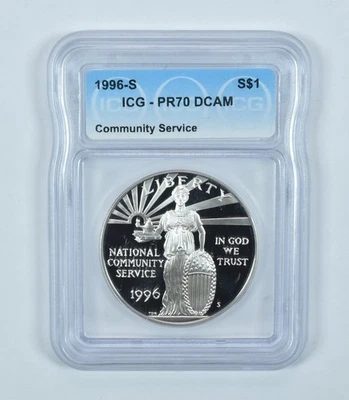 1996-S S$1
ICG - PR70 DCAM
Community Service
LIBERTY
NATIONAL COMMUNITY SERVICE
IN GOD WE TRUST
1996
S